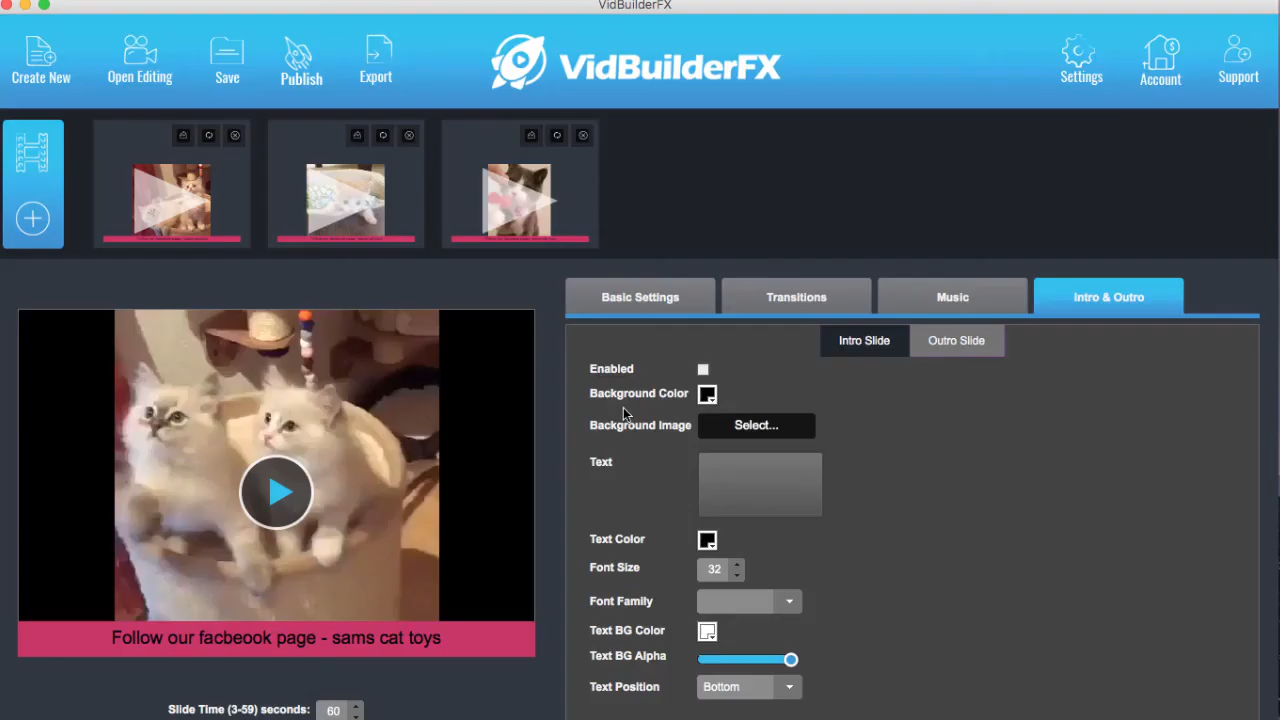 VidBuilderFX
Create New
Open Editing
Save
Publish
Export
VidBuilderFX
Settings
Account
Support
Basic Settings
Transitions
Music
Intro & Outro
Intro Slide
Outro Slide
Enabled
Background Color
Background Image
Select...
Text
Text Color
Font Size
32
Font Family
Text BG Color
Text BG Alpha
Text Position
Bottom
Follow our facbeook page - sams cat toys
Slide Time (3-59) seconds:
60